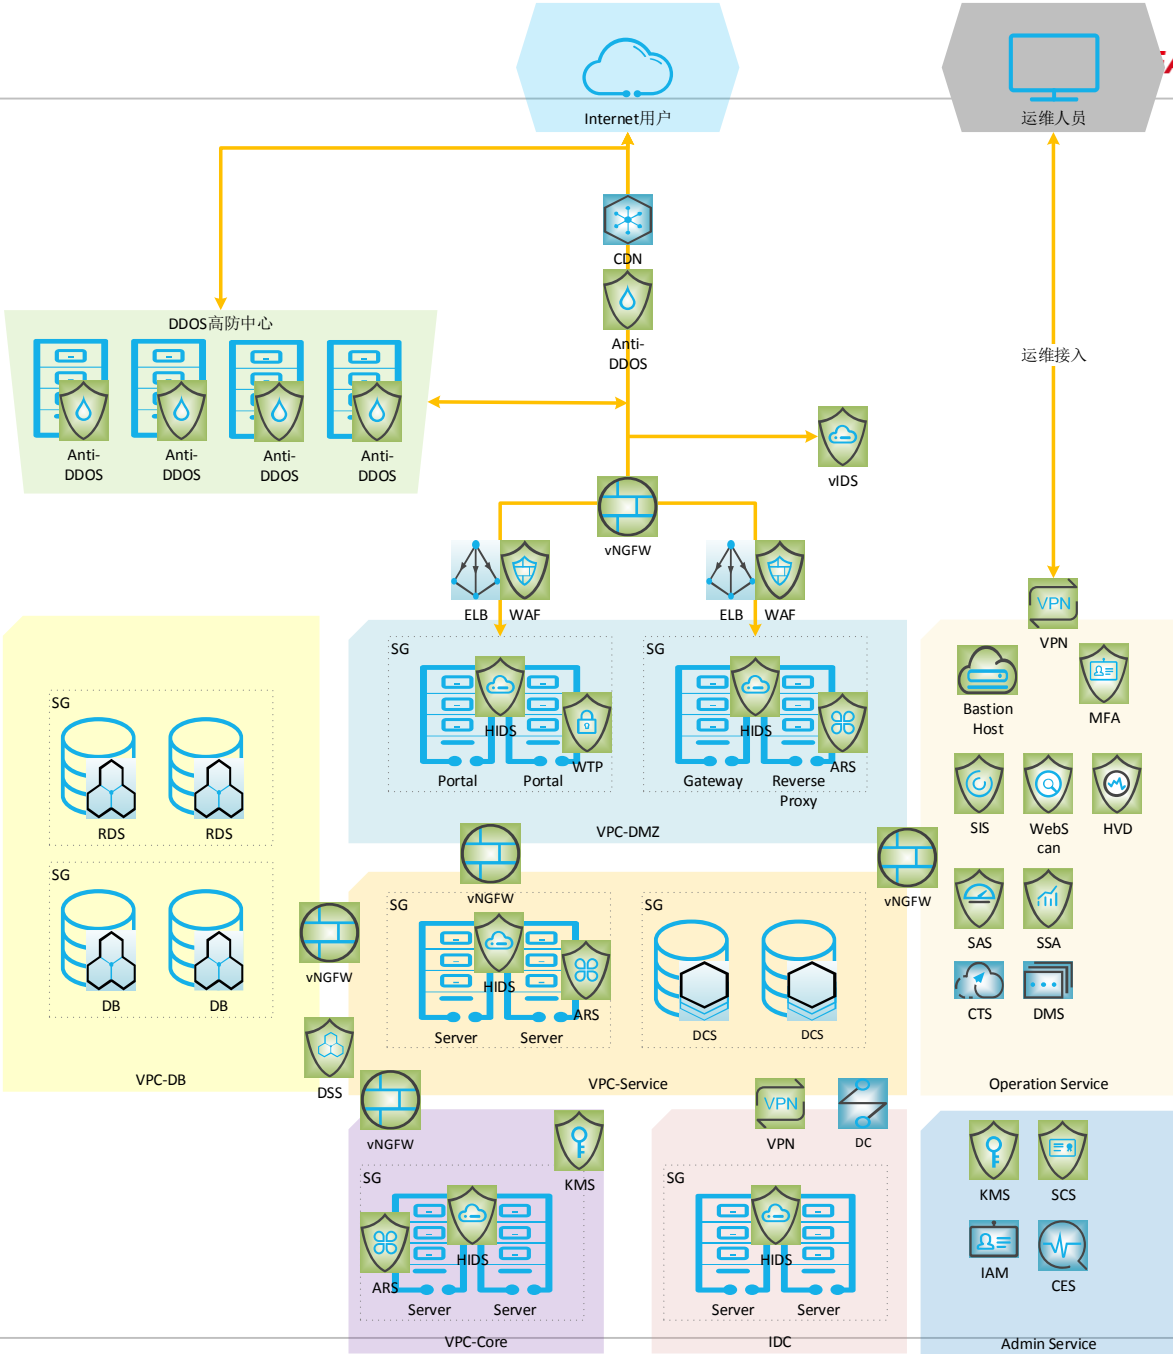 Internet用户
运维人员
CDN
Anti-
DDOS
DDOS高防中心
Anti-
DDOS
Anti-
DDOS
Anti-
DDOS
Anti-
DDOS
运维接入
vIDS
vNGFW
ELB
WAF
ELB
WAF
VPN
VPN
SG
HIDS
WTP
Portal
Portal
SG
HIDS
ARS
Gateway
Reverse
Proxy
VPC-DMZ
Bastion
Host
MFA
SIS
WebS
can
HVD
SAS
SSA
CTS
DMS
Operation Service
SG
RDS
RDS
SG
DB
DB
VPC-DB
vNGFW
vNGFW
vNGFW
DSS
SG
HIDS
ARS
Server
Server
SG
DCS
DCS
VPC-Service
vNGFW
KMS
SG
HIDS
ARS
Server
Server
VPC-Core
VPN
VPN
DC
SG
HIDS
Server
Server
IDC
KMS
SCS
IAM
CES
Admin Service